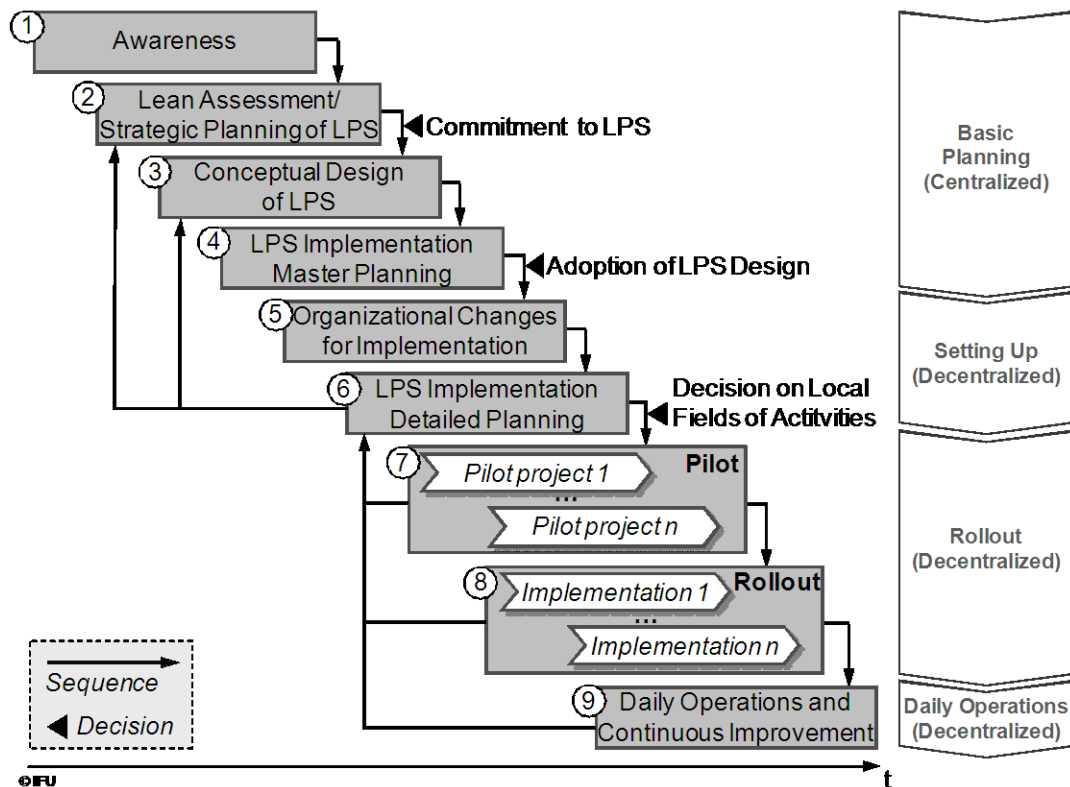 1
Awareness
2
Lean Assessment/
Strategic Planning of LPS
Commitment to LPS
3
Conceptual Design
of LPS
4
LPS Implementation
Master Planning
Adoption of LPS Design
5
Organizational Changes
for Implementation
6
LPS Implementation
Detailed Planning
Decision on Local
Fields of Actitvities
7
Pilot
Pilot project 1
...
Pilot project n
8
Rollout
Implementation 1
...
Implementation n
9
Daily Operations and
Continuous Improvement
Basic
Planning
(Centralized)
Setting Up
(Decentralized)
Rollout
(Decentralized)
Daily Operations
(Decentralized)
Sequence
Decision
t
©IFU